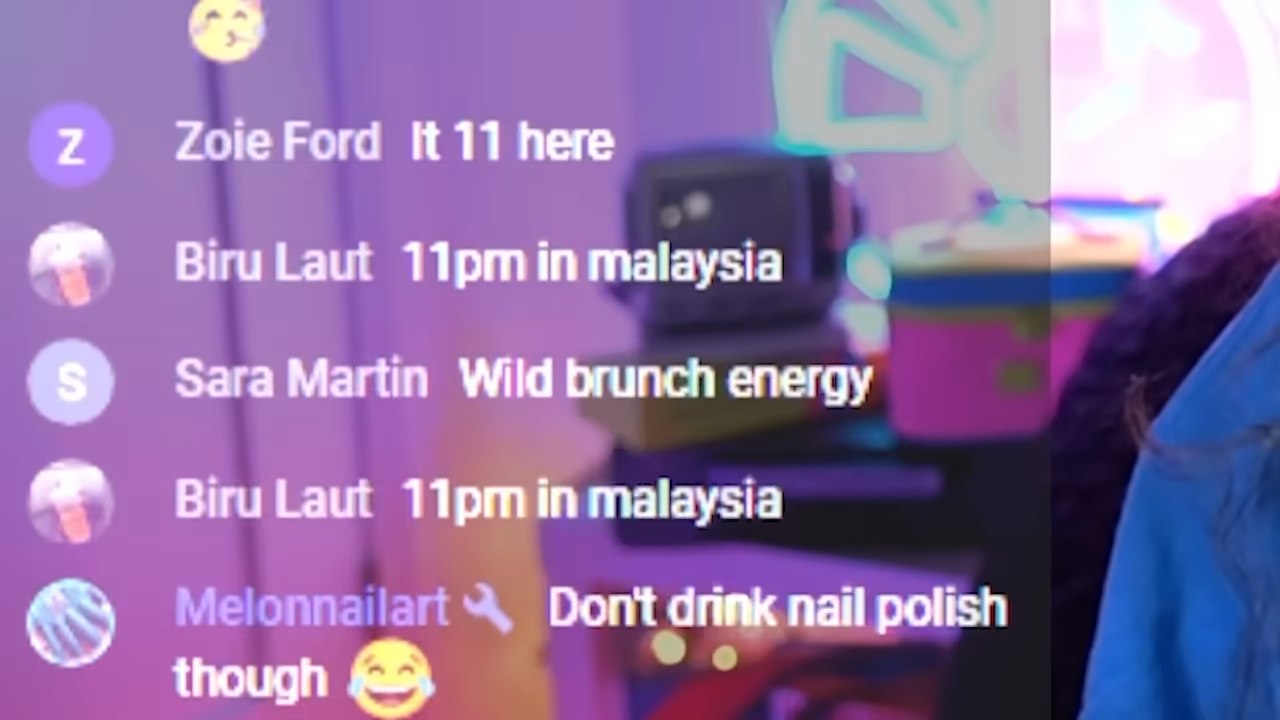 🥳
Z Zoie Ford It 11 here
Biru Laut 11pm in malaysia
S Sara Martin Wild brunch energy
Biru Laut 11pm in malaysia
Melonnailart 🔧 Don't drink nail polish
though 😂